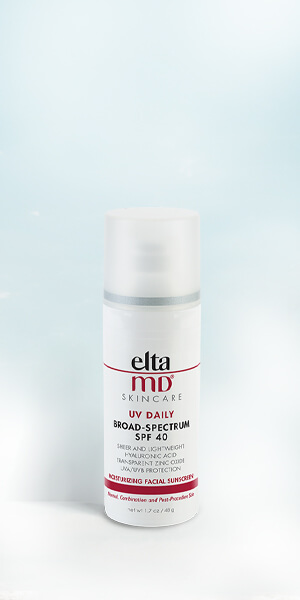 elta
MD®
SKINCARE
UV DAILY
BROAD-SPECTRUM
SPF 40
SHEER AND LIGHTWEIGHT
HYALURONIC ACID
TRANSPARENT ZINC OXIDE
UVA/UVB PROTECTION
MOISTURIZING FACIAL SUNSCREEN
Normal, Combination and Post-Procedure Skin
net wt 1.7 oz / 48 g